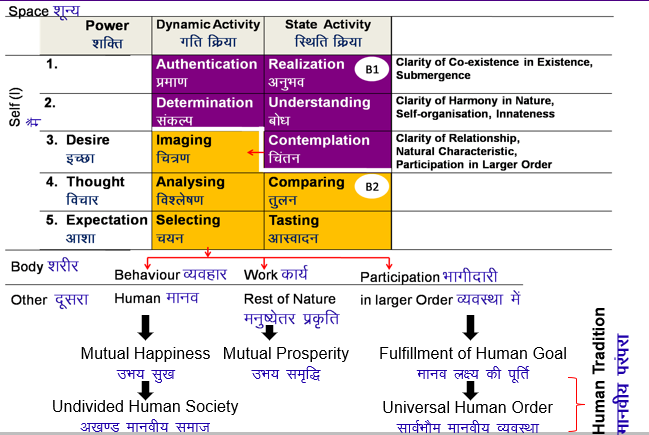 Space शून्य
Power Dynamic Activity State Activity
शक्ति गति क्रिया स्थिति क्रिया
1. Authentication Realization B1 Clarity of Co-existence in Existence,
प्रमाण अनुभव Submergence
2. Determination Understanding Clarity of Harmony in Nature,
संकल्प बोध Self-organisation, Innateness
Self (I)
मैं
3. Desire Imaging Contemplation Clarity of Relationship,
इच्छा चित्रण चिंतन Natural Characteristic,
Participation in Larger Order
4. Thought Analysing Comparing B2
विचार विश्लेषण तुलन
5. Expectation Selecting Tasting
आशा चयन आस्वादन
Body शरीर
Behaviour व्यवहार Work कार्य Participation भागीदारी
Other दूसरा Human मानव Rest of Nature in larger Order व्यवस्था में
मनुष्येतर प्रकृति
Mutual Happiness Mutual Prosperity Fulfillment of Human Goal
उभय सुख उभय समृद्धि मानव लक्ष्य की पूर्ति
Undivided Human Society Universal Human Order
अखण्ड मानवीय समाज सार्वभौम मानवीय व्यवस्था
Human Tradition
मानवीय परंपरा